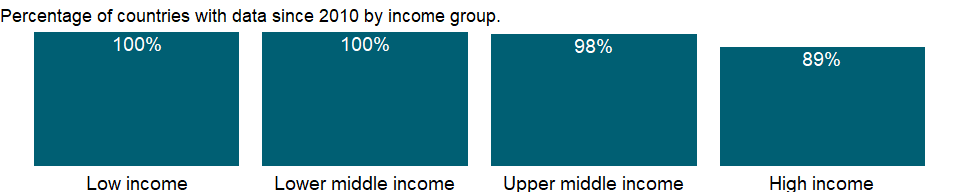 Percentage of countries with data since 2010 by income group.
100% 100% 98% 89%
Low income Lower middle income Upper middle income High income